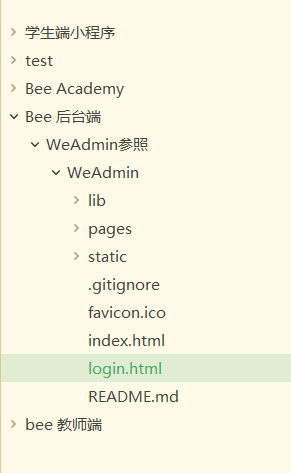 学生端小程序
test
Bee Academy
Bee 后台端
WeAdmin参照
WeAdmin
lib
pages
static
.gitignore
favicon.ico
index.html
login.html
README.md
bee 教师端